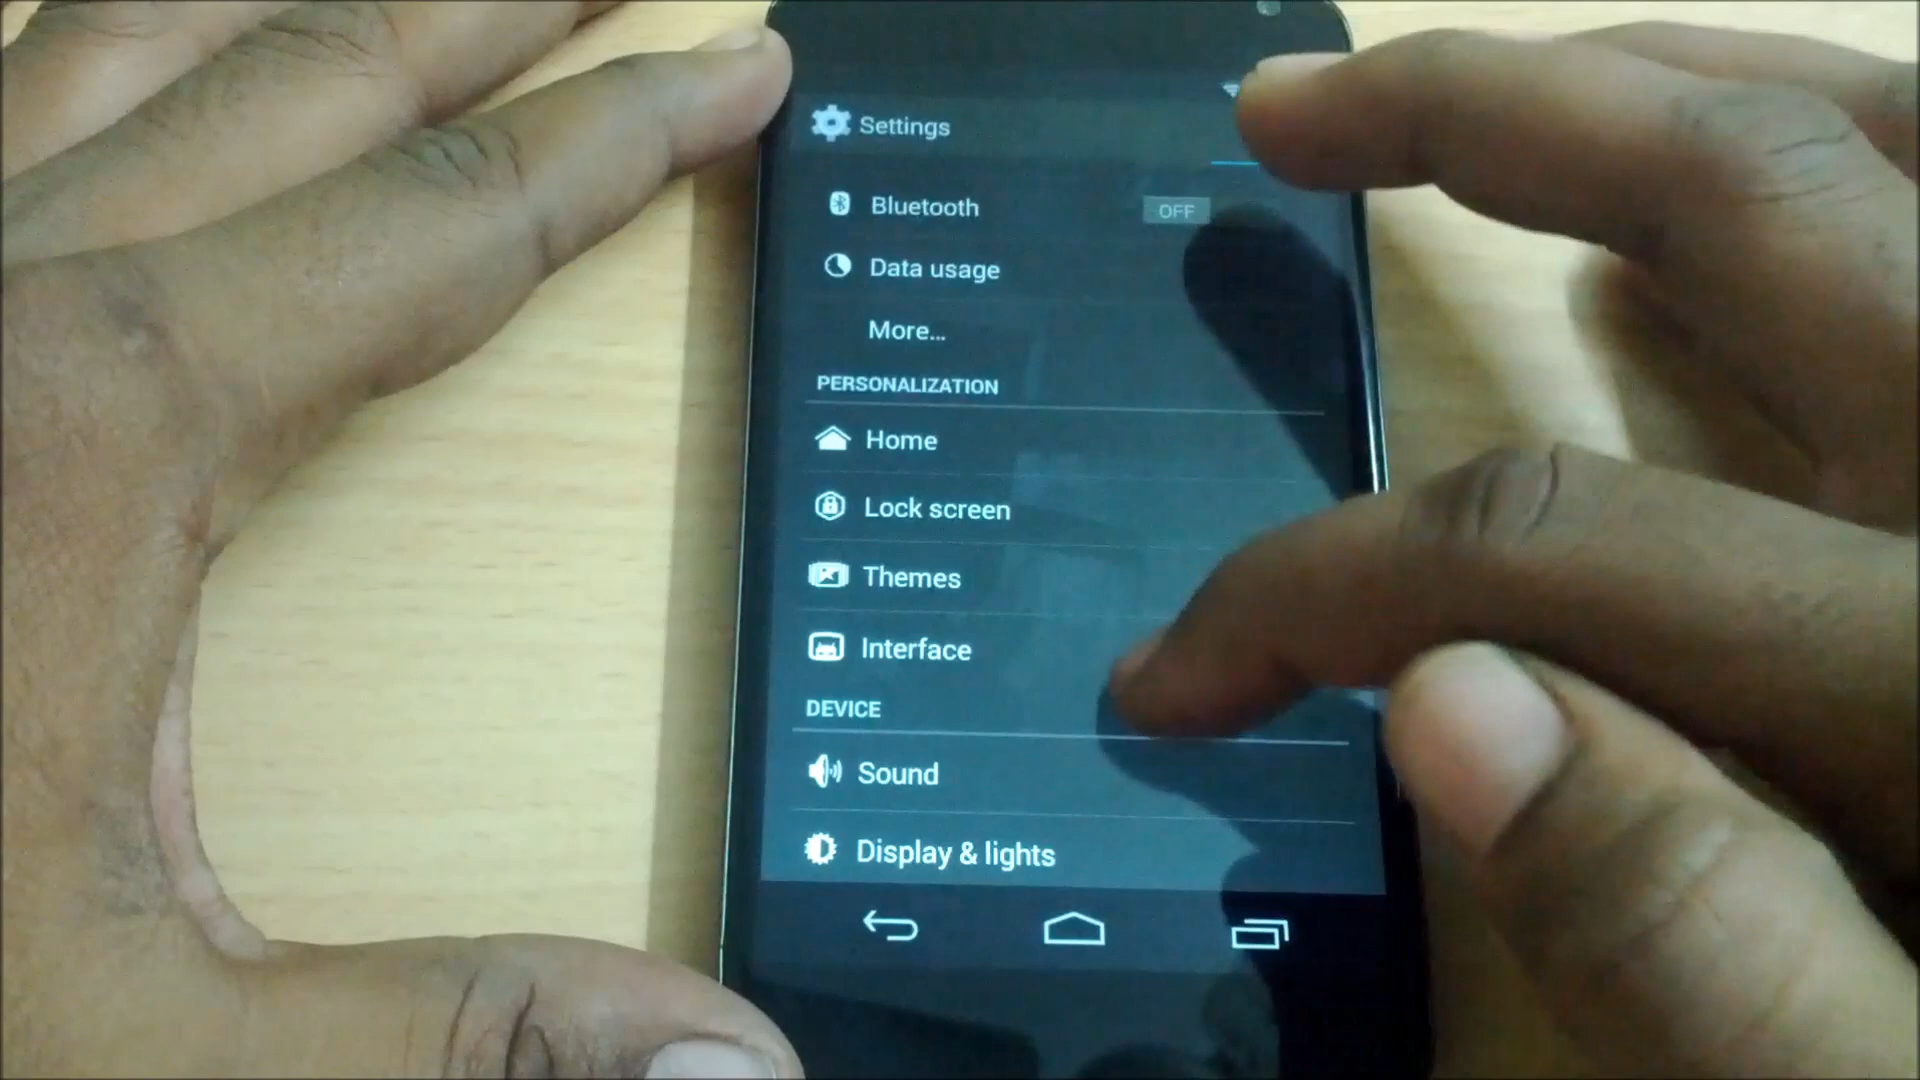 Settings
Bluetooth OFF
Data usage
More...
PERSONALIZATION
Home
Lock screen
Themes
Interface
DEVICE
Sound
Display & lights